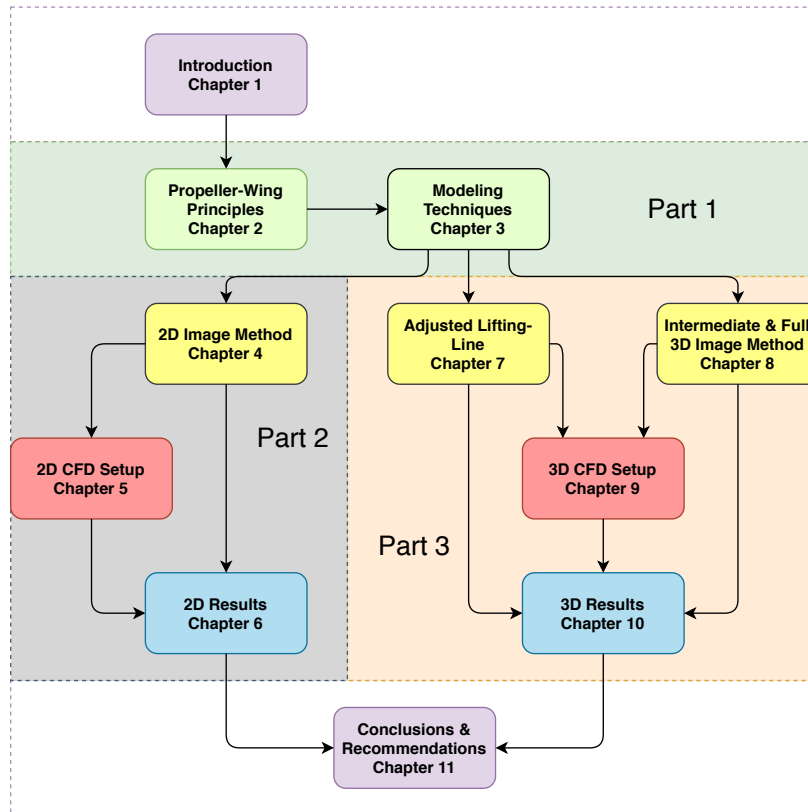 Introduction
Chapter 1
Propeller-Wing
Principles
Chapter 2
Modeling
Techniques
Chapter 3
Part 1
2D Image Method
Chapter 4
Adjusted Lifting-
Line
Chapter 7
Intermediate & Full
3D Image Method
Chapter 8
Part 2
2D CFD Setup
Chapter 5
3D CFD Setup
Chapter 9
Part 3
2D Results
Chapter 6
3D Results
Chapter 10
Conclusions &
Recommendations
Chapter 11